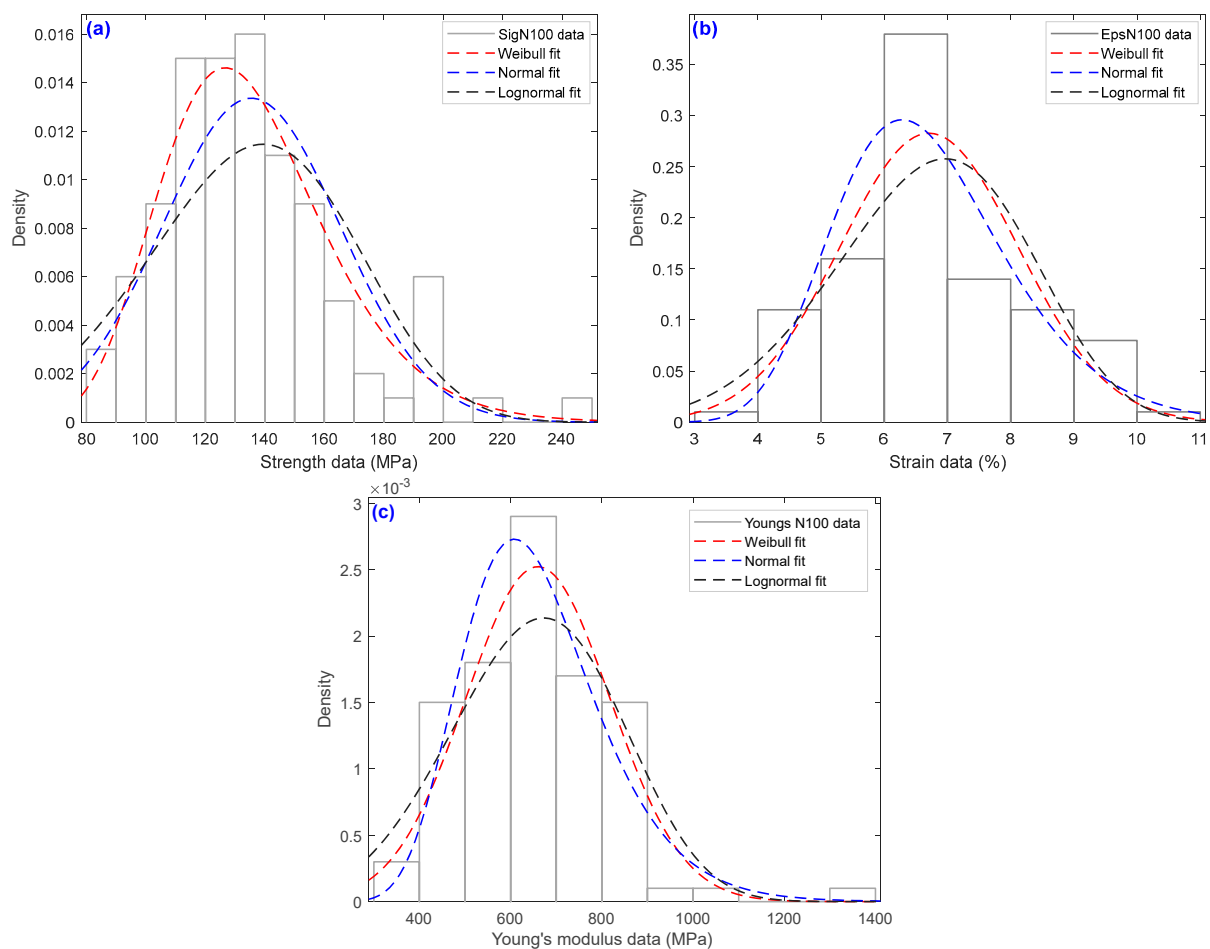 (a)
SigN100 data
Weibull fit
Normal fit
Lognormal fit
0.016
0.014
0.012
0.01
0.008
0.006
0.004
0.002
0
Density
80 100 120 140 160 180 200 220 240
Strength data (MPa)
(b)
EpsN100 data
Weibull fit
Normal fit
Lognormal fit
0.35
0.3
0.25
0.2
0.15
0.1
0.05
0
Density
3 4 5 6 7 8 9 10 11
Strain data (%)
×10-3
(c)
Youngs N100 data
Weibull fit
Normal fit
Lognormal fit
3
2.5
2
1.5
1
0.5
0
Density
400 600 800 1000 1200 1400
Young's modulus data (MPa)